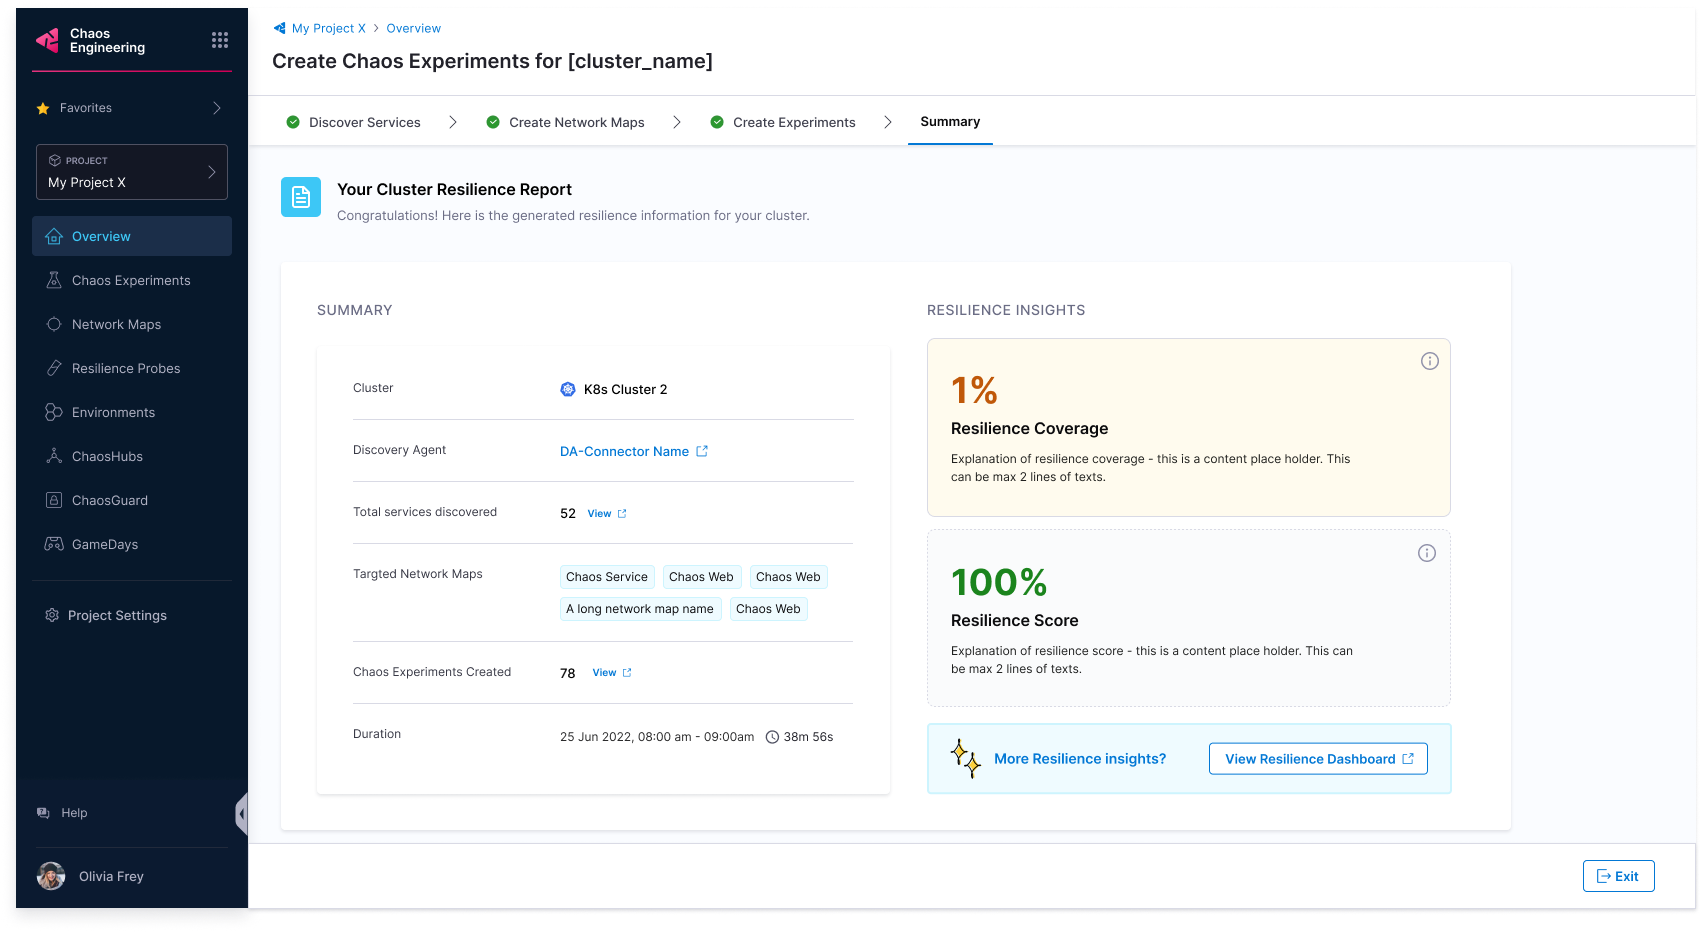 Chaos
Engineering
Favorites
PROJECT
My Project X
Overview
Chaos Experiments
Network Maps
Resilience Probes
Environments
ChaosHubs
ChaosGuard
GameDays
Project Settings
Help
Olivia Frey
My Project X > Overview
Create Chaos Experiments for [cluster_name]
Discover Services
Create Network Maps
Create Experiments
Summary
Your Cluster Resilience Report
Congratulations! Here is the generated resilience information for your cluster.
SUMMARY
Cluster
K8s Cluster 2
Discovery Agent
DA-Connector Name
Total services discovered
52 View
Targted Network Maps
Chaos Service Chaos Web Chaos Web
A long network map name Chaos Web
Chaos Experiments Created
78 View
Duration
25 Jun 2022, 08:00 am - 09:00am 38m 56s
RESILIENCE INSIGHTS
1%
Resilience Coverage
Explanation of resilience coverage - this is a content place holder. This
can be max 2 lines of texts.
100%
Resilience Score
Explanation of resilience score - this is a content place holder. This can
be max 2 lines of texts.
More Resilience insights?
View Resilience Dashboard
Exit